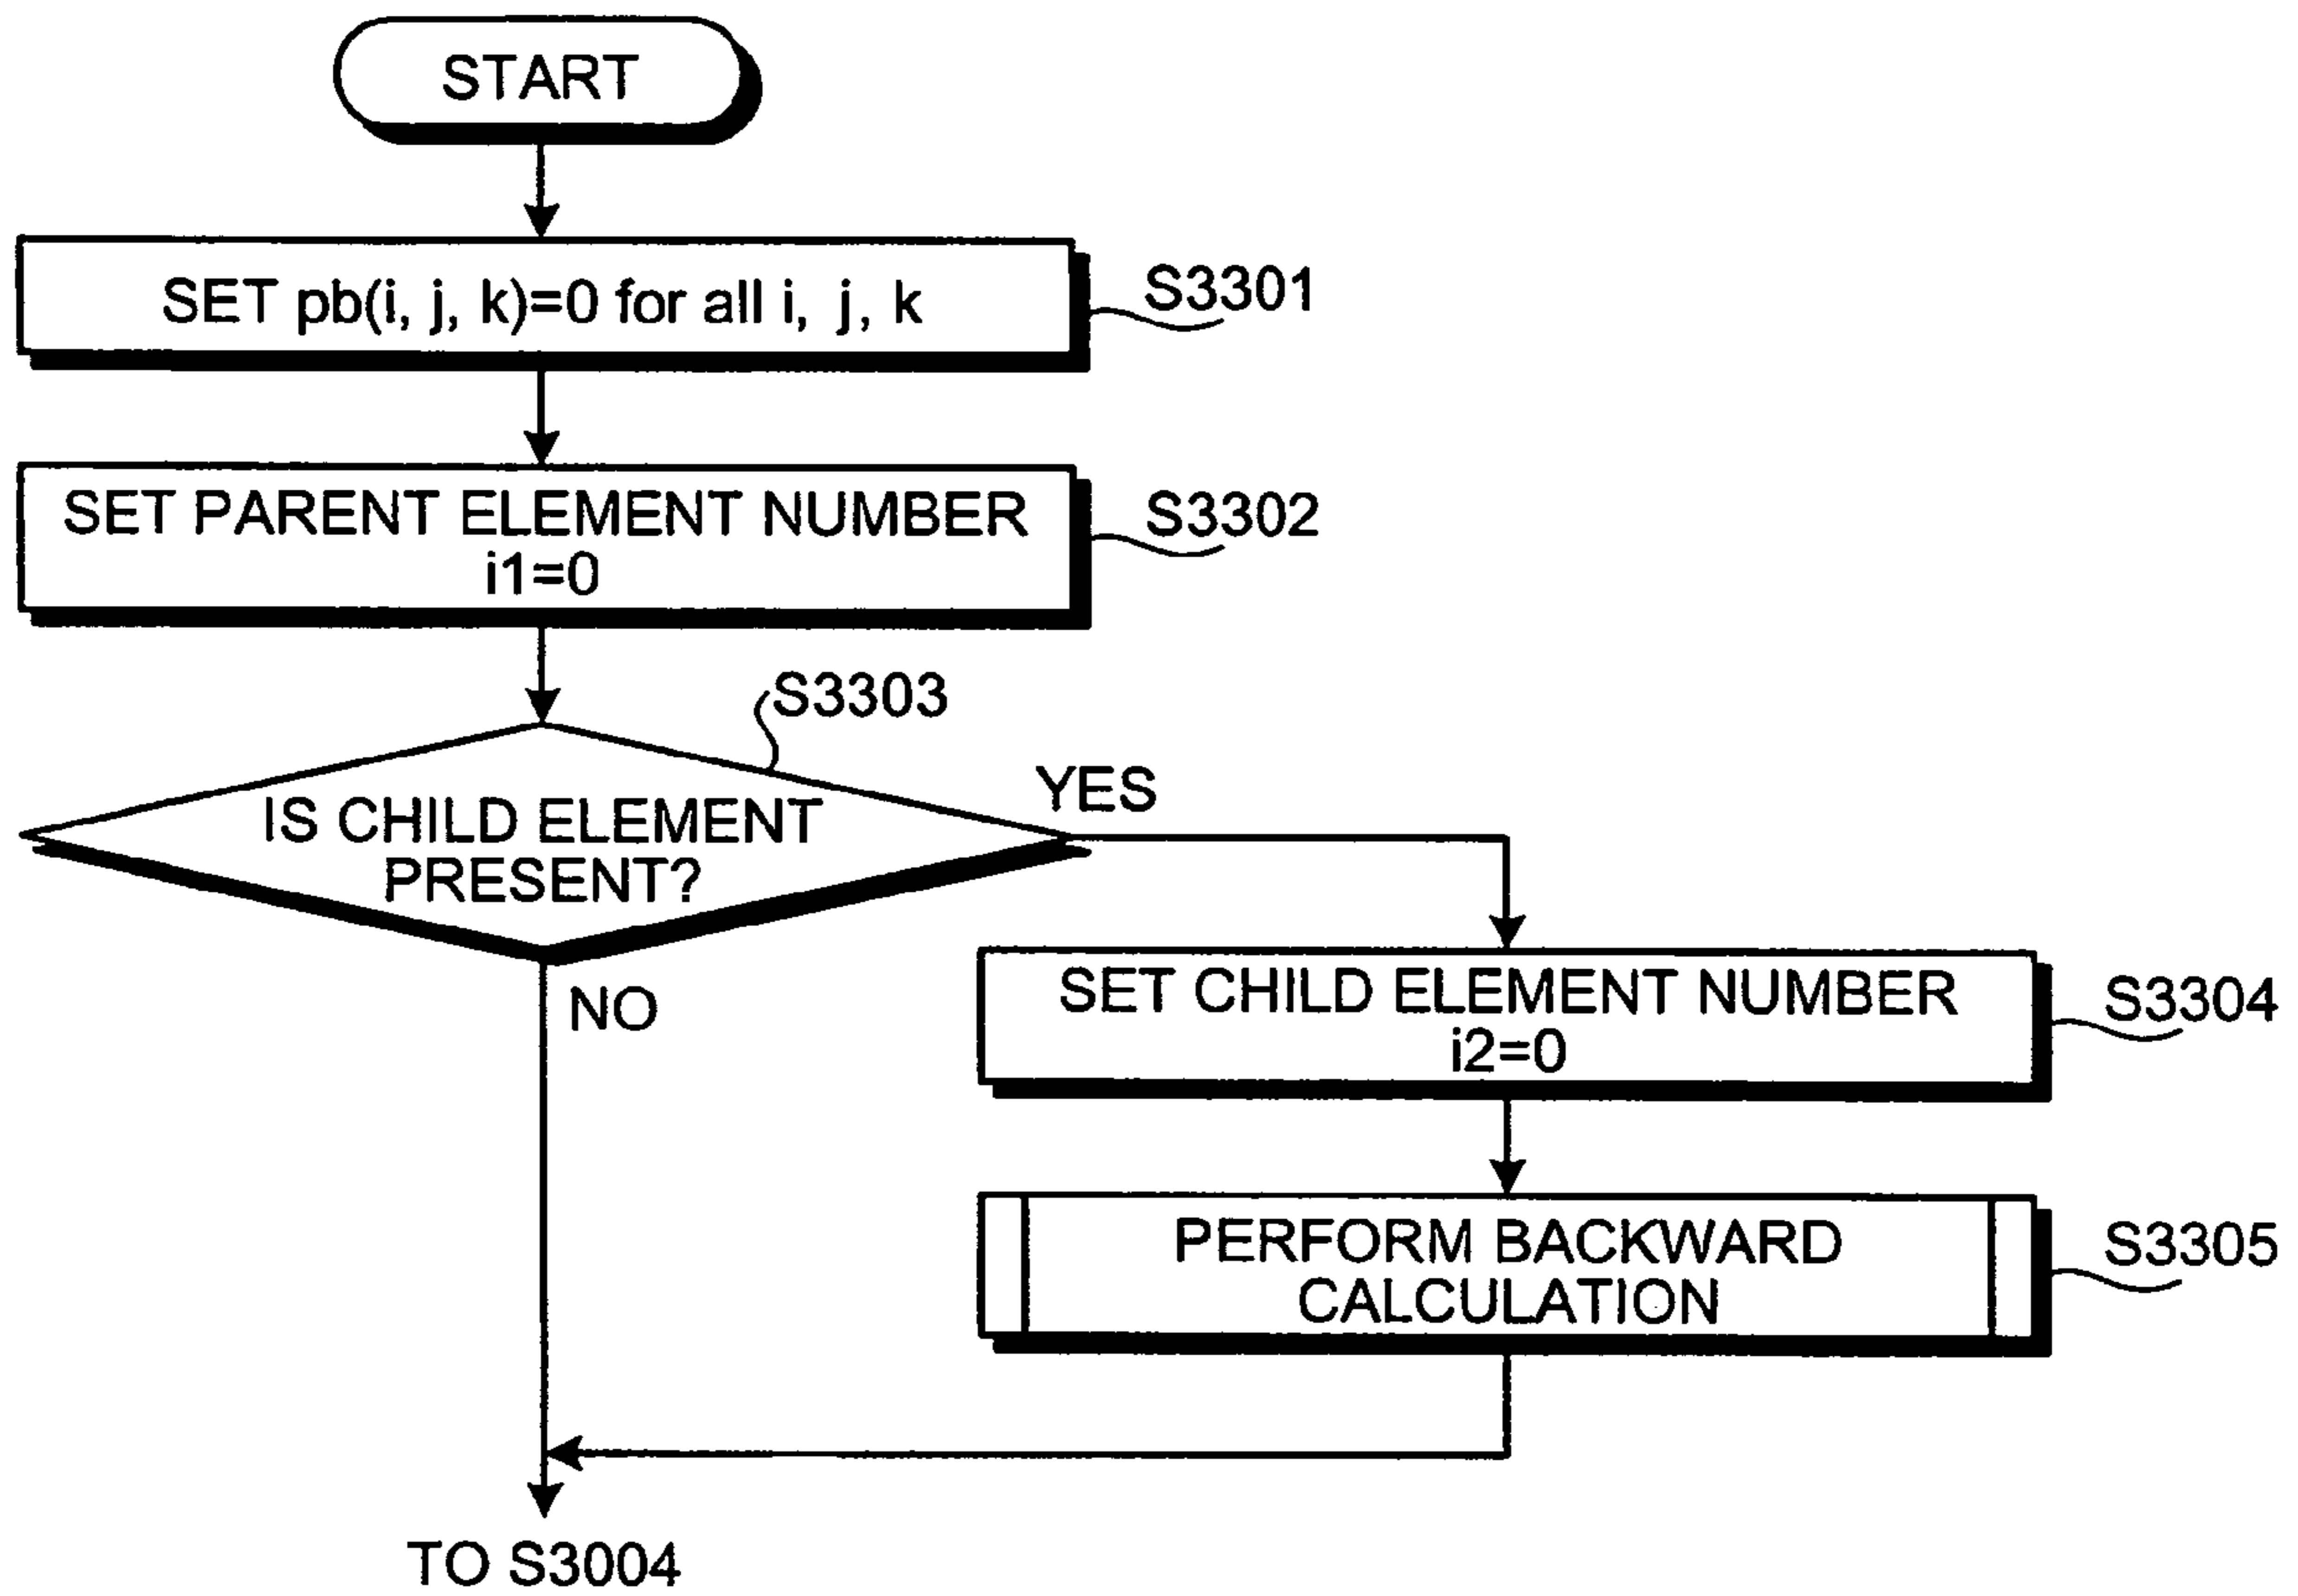 START
SET pb(i, j, k)=0 for all i, j, k
S3301
SET PARENT ELEMENT NUMBER
i1=0
S3302
S3303
IS CHILD ELEMENT
PRESENT?
YES
NO
SET CHILD ELEMENT NUMBER
i2=0
S3304
PERFORM BACKWARD
CALCULATION
S3305
TO S3004